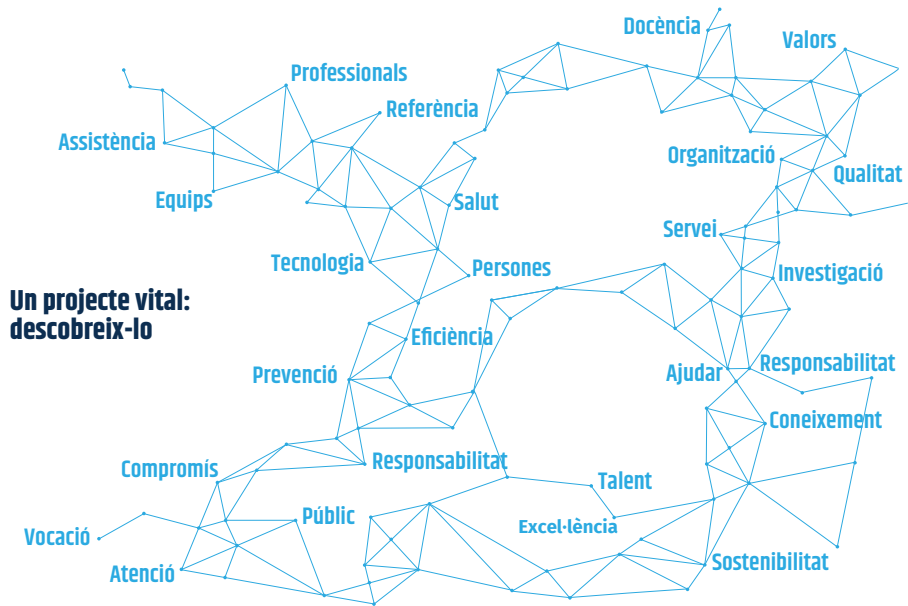 Docència
Valors
Professionals
Referència
Assistència
Organització
Qualitat
Equips
Salut
Servei
Tecnologia
Persones
Investigació
Un projecte vital:
descobreix-lo
Eficiència
Prevenció
Ajudar
Responsabilitat
Coneixement
Compromís
Responsabilitat
Talent
Públic
Excel·lència
Vocació
Atenció
Sostenibilitat